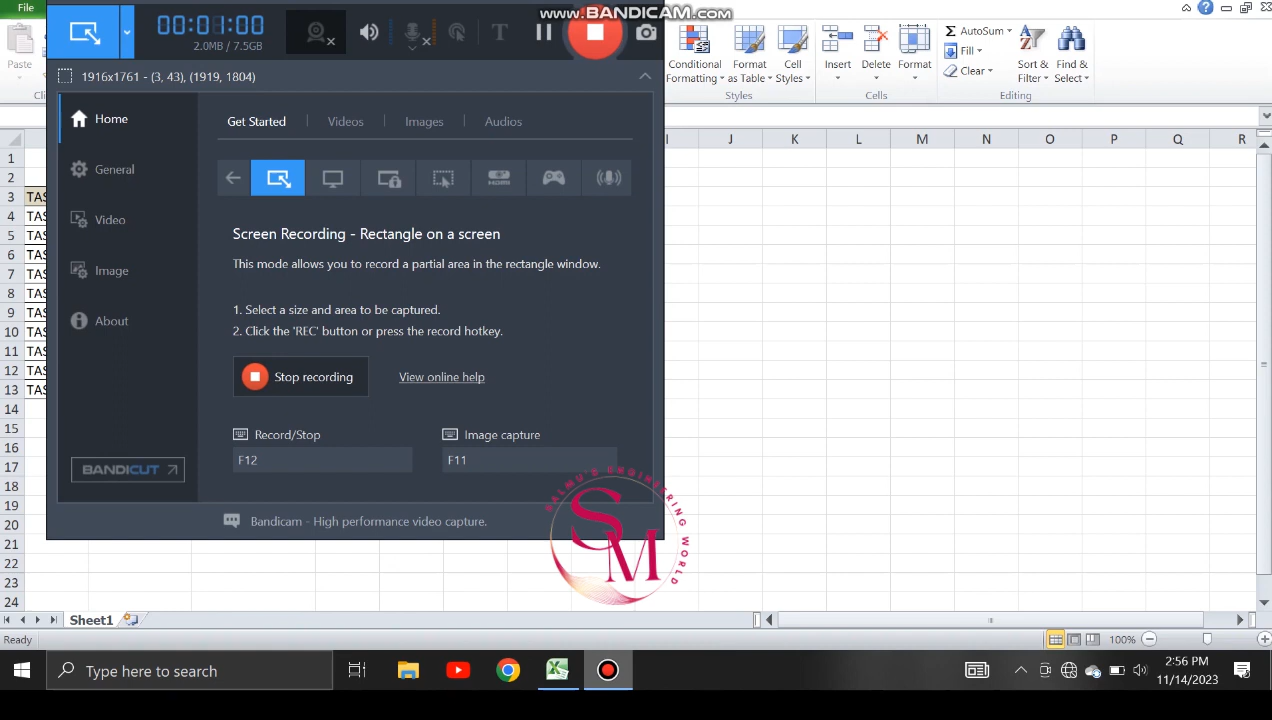 File
www.BANDICAM.com
00:01:00
2.0MB / 7.5GB
T
Paste
Conditional Formatting
Format as Table
Cell Styles
Insert
Delete
Format
AutoSum
Fill
Clear
Sort & Filter
Find & Select
Styles
Cells
Editing
1916x1761 - (3, 43), (1919, 1804)
Home
General
Video
Image
About
BANDICUT
Get Started
Videos
Images
Audios
Screen Recording - Rectangle on a screen
This mode allows you to record a partial area in the rectangle window.
1. Select a size and area to be captured.
2. Click the 'REC' button or press the record hotkey.
Stop recording
View online help
Record/Stop
Image capture
F12
F11
Bandicam - High performance video capture.
SALMU'S ENGINEERING WORLD
SM
J K L M N O P Q R
1
2
3 TAS
4 TAS
5 TAS
6 TAS
7 TAS
8 TAS
9 TAS
10 TAS
11 TAS
12 TAS
13 TAS
14
15
16
17
18
19
20
21
22
23
24
Sheet1
Ready
100%
Type here to search
2:56 PM
11/14/2023